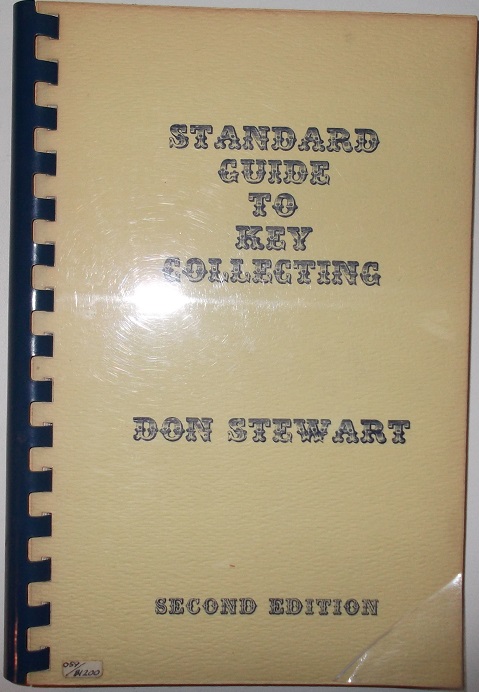 STANDARD
GUIDE
TO
KEY
COLLECTING
DON STEWART
SECOND EDITION